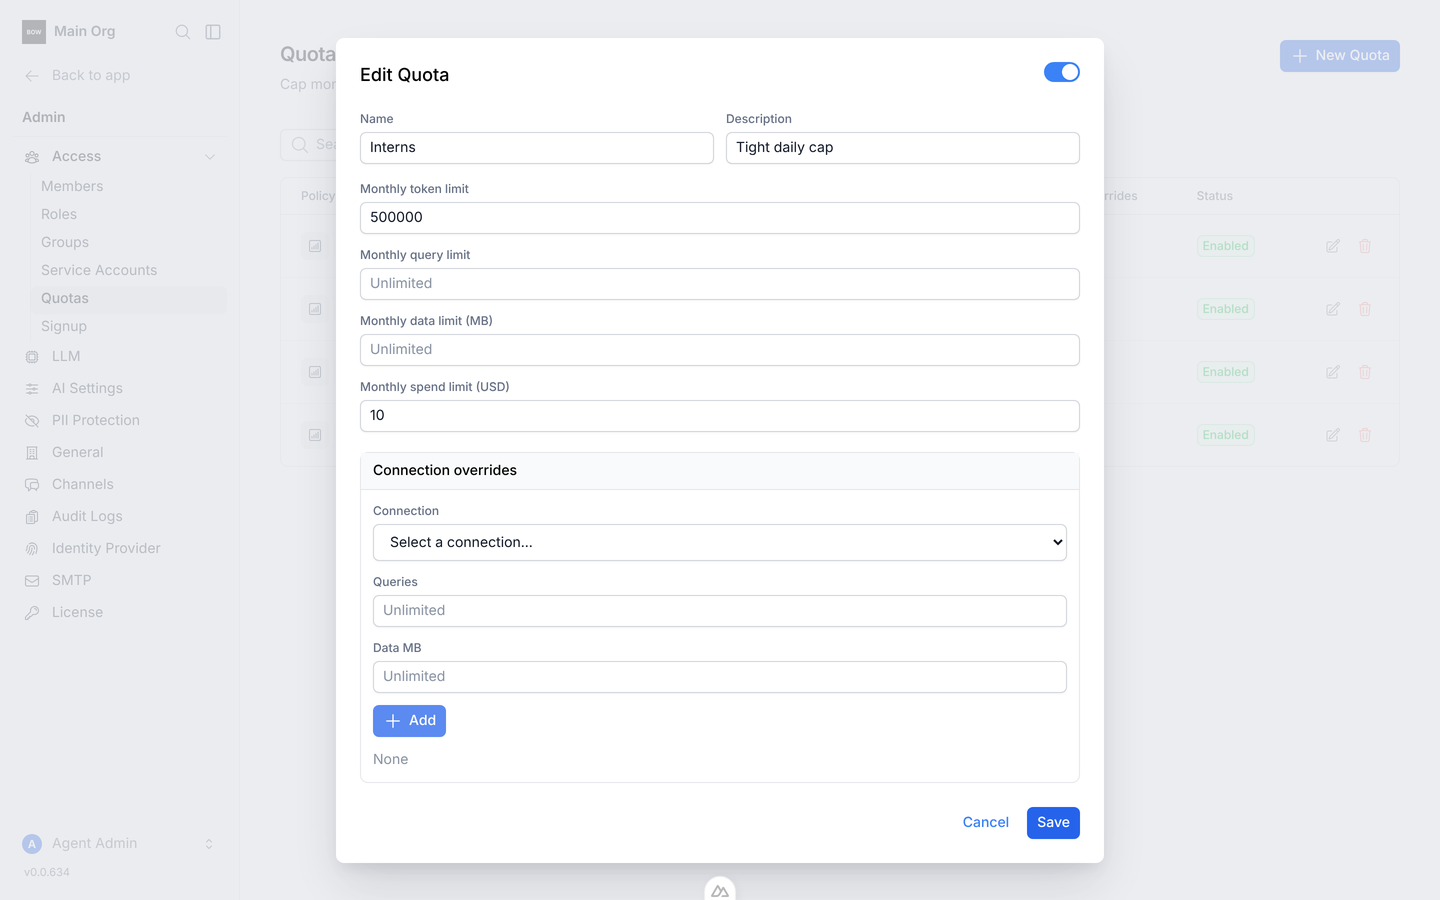 BOW
Main Org
Back to app
Admin
Access
Members
Roles
Groups
Service Accounts
Quotas
Signup
LLM
AI Settings
PII Protection
General
Channels
Audit Logs
Identity Provider
SMTP
License
A
Agent Admin
v0.0.634
New Quota
Policy
Status
Enabled
Enabled
Enabled
Enabled
Edit Quota
Name
Description
Interns
Tight daily cap
Monthly token limit
500000
Monthly query limit
Unlimited
Monthly data limit (MB)
Unlimited
Monthly spend limit (USD)
10
Connection overrides
Connection
Select a connection...
Queries
Unlimited
Data MB
Unlimited
Add
None
Cancel
Save